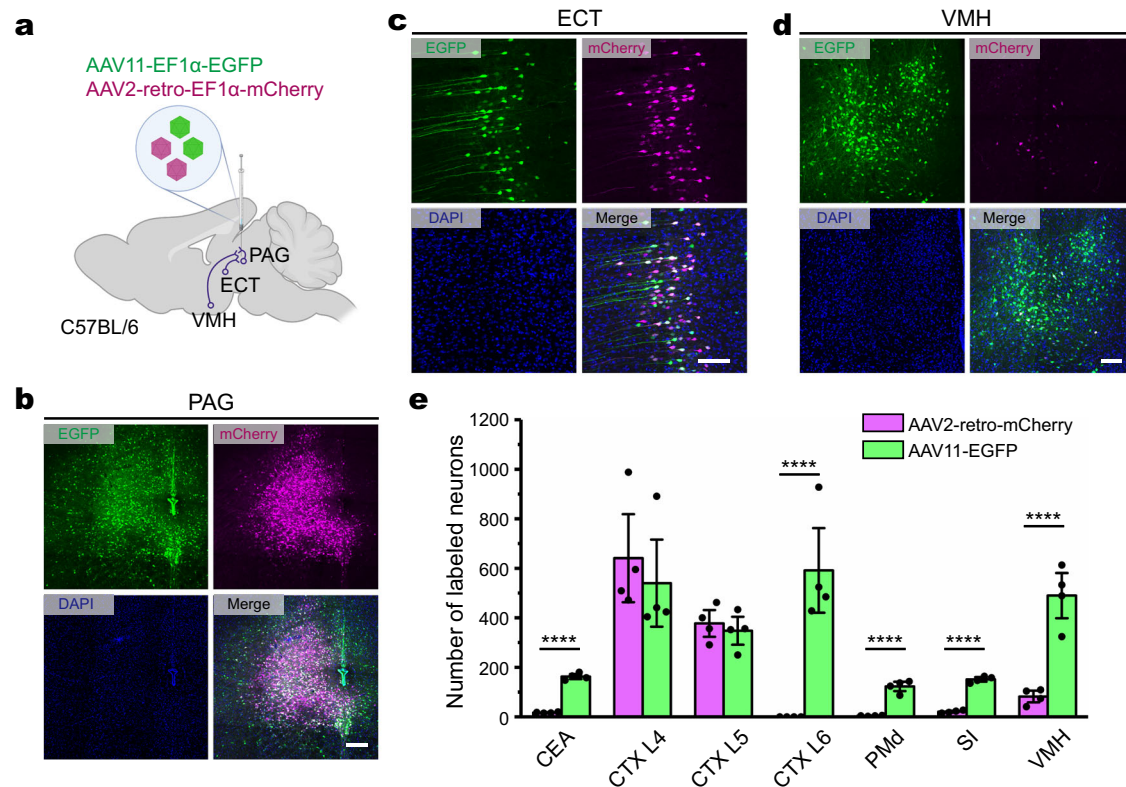 a
AAV11-EF1α-EGFP
AAV2-retro-EF1α-mCherry
PAG
ECT
VMH
C57BL/6
b
PAG
EGFP
mCherry
DAPI
Merge
c
ECT
EGFP
mCherry
DAPI
Merge
d
VMH
EGFP
mCherry
DAPI
Merge
e
Number of labeled neurons
1200
1000
800
600
400
200
0
AAV2-retro-mCherry
AAV11-EGFP
****
****
****
****
****
CEA
CTX L4
CTX L5
CTX L6
PMd
SI
VMH